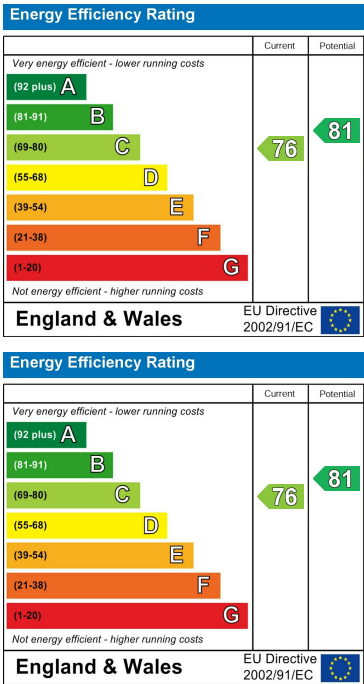 Energy Efficiency Rating
Current Potential
Very energy efficient - lower running costs
(92 plus) A
(81-91) B
81
(69-80) C
76
(55-68) D
(39-54) E
(21-38) F
(1-20) G
Not energy efficient - higher running costs
England & Wales
EU Directive
2002/91/EC
Energy Efficiency Rating
Current Potential
Very energy efficient - lower running costs
(92 plus) A
(81-91) B
81
(69-80) C
76
(55-68) D
(39-54) E
(21-38) F
(1-20) G
Not energy efficient - higher running costs
England & Wales
EU Directive
2002/91/EC